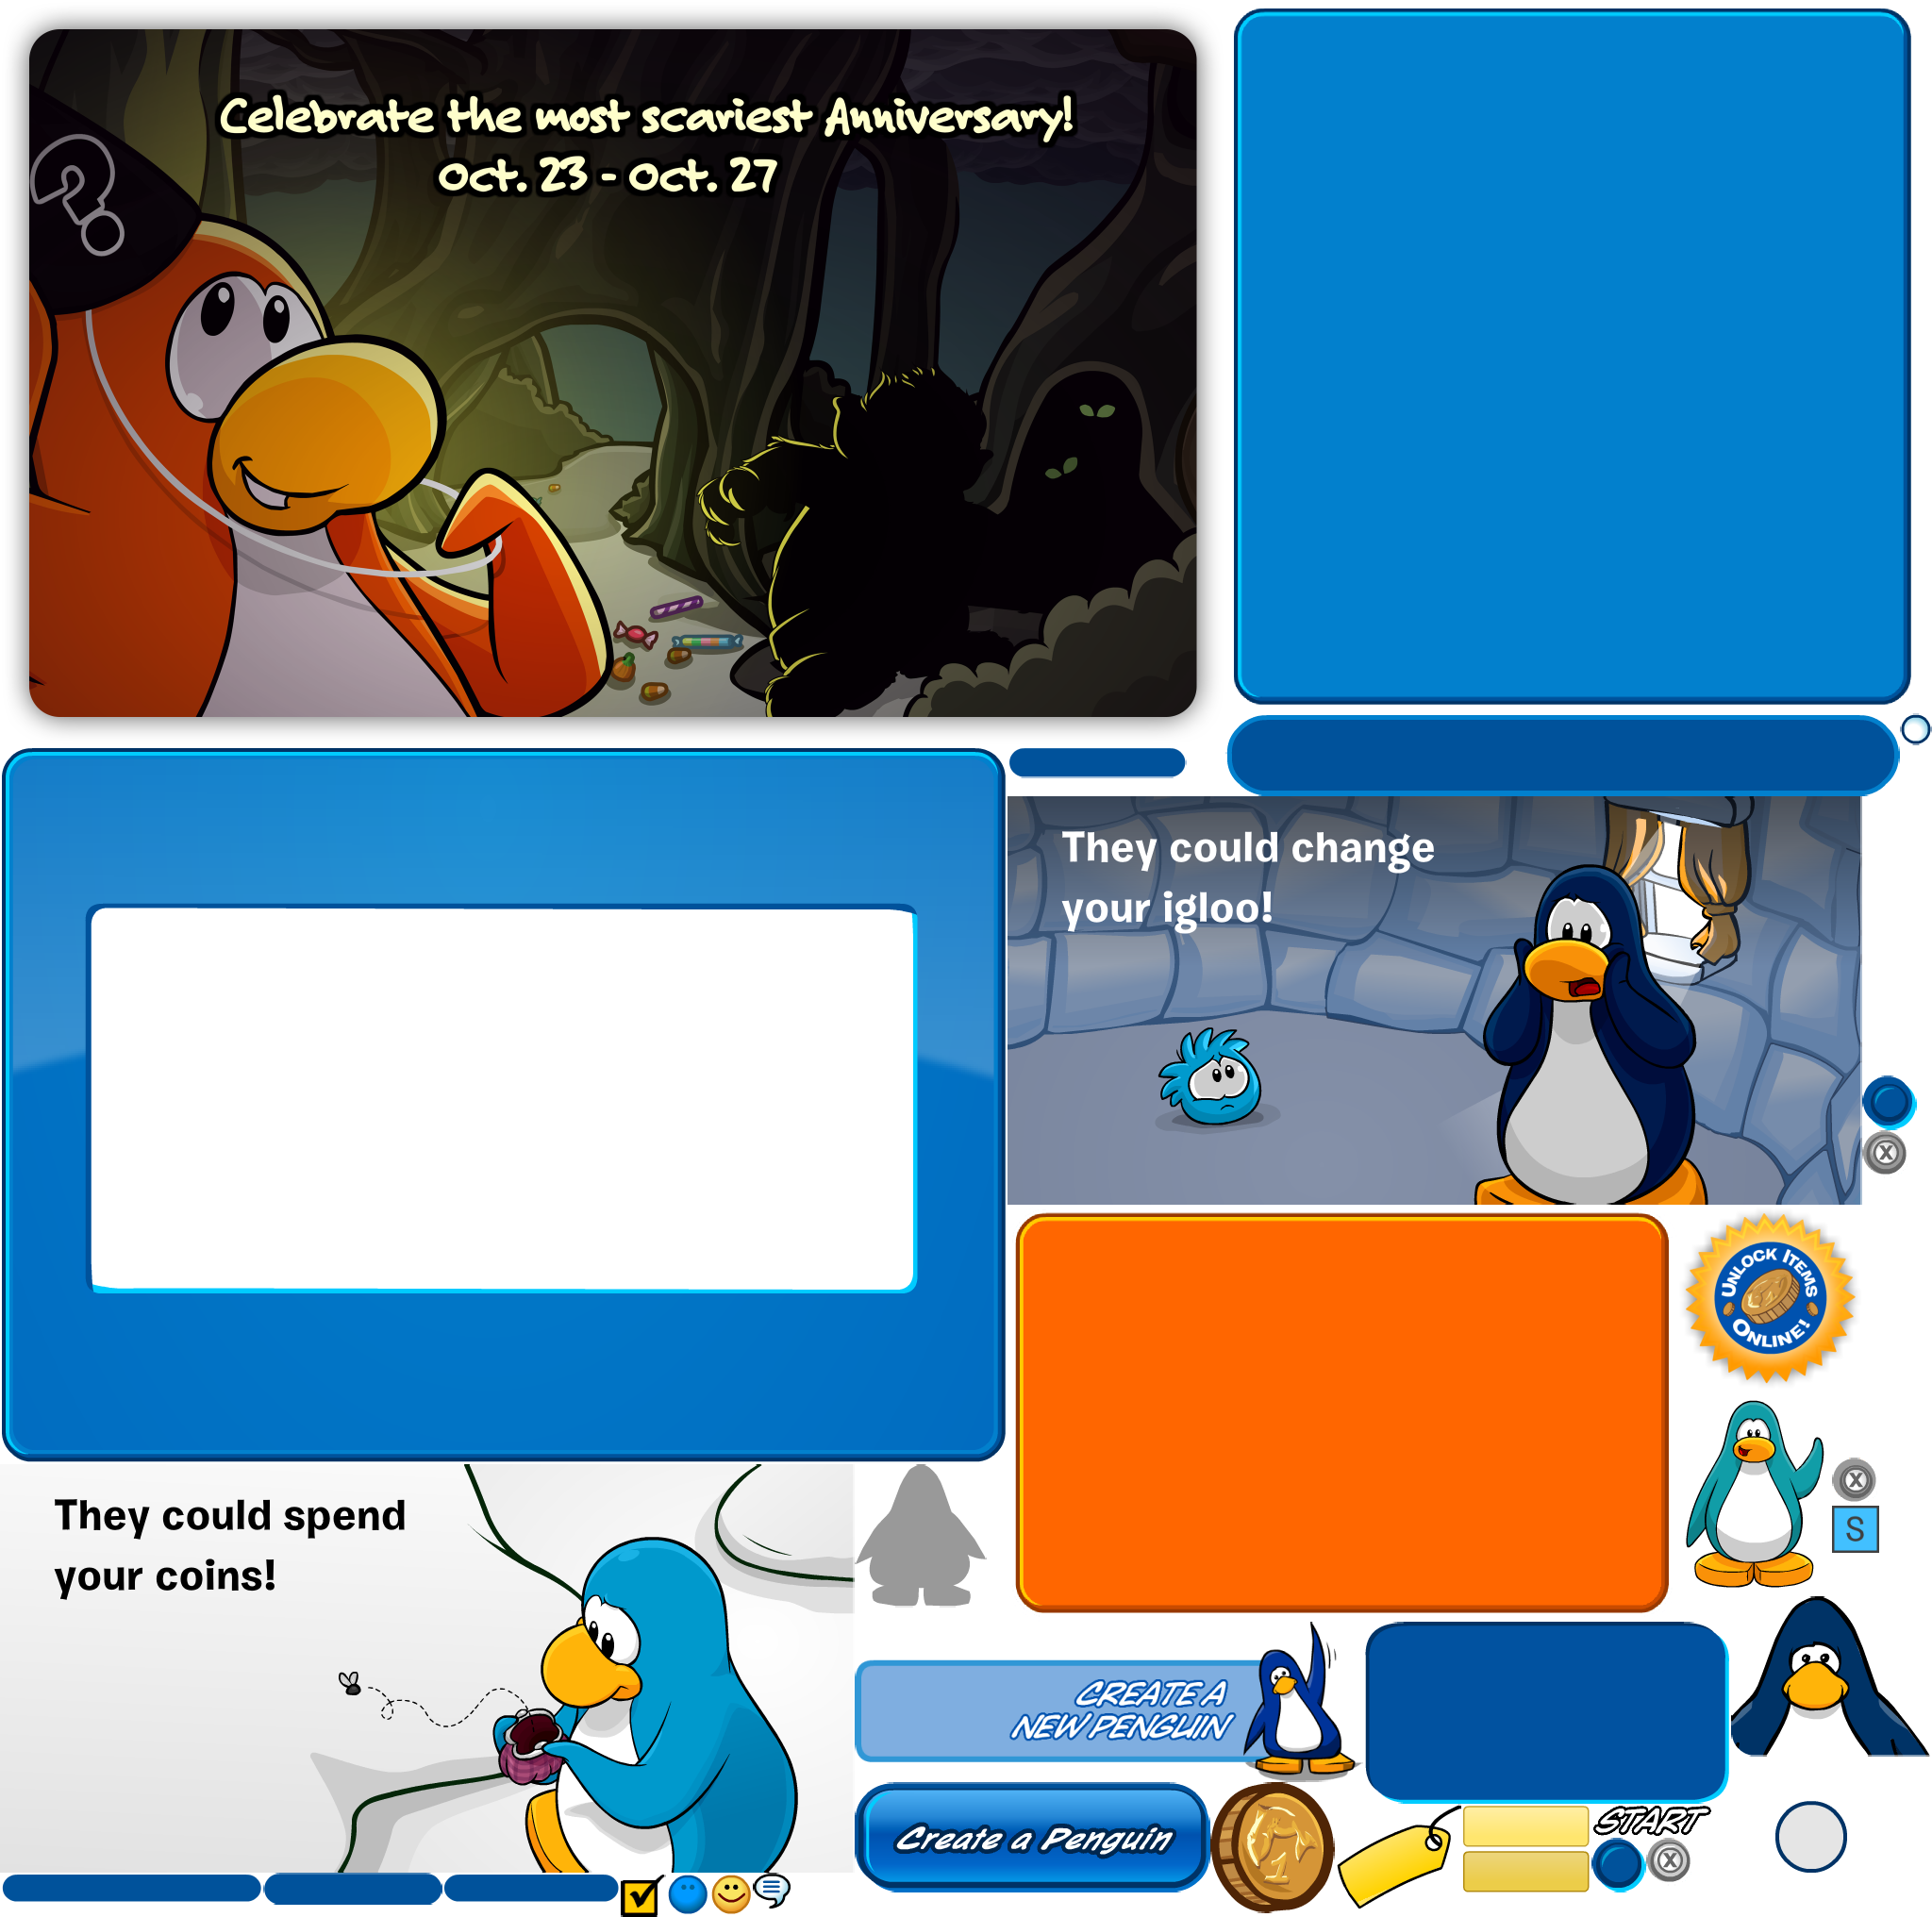 Celebrate the most scariest Anniversary!
Oct. 23 - Oct. 27
?
They could change
your igloo!
X
UNLOCK ITEMS
ONLINE!
X
S
They could spend
your coins!
CREATE A
NEW PENGUIN
Create a Penguin
1
START
X